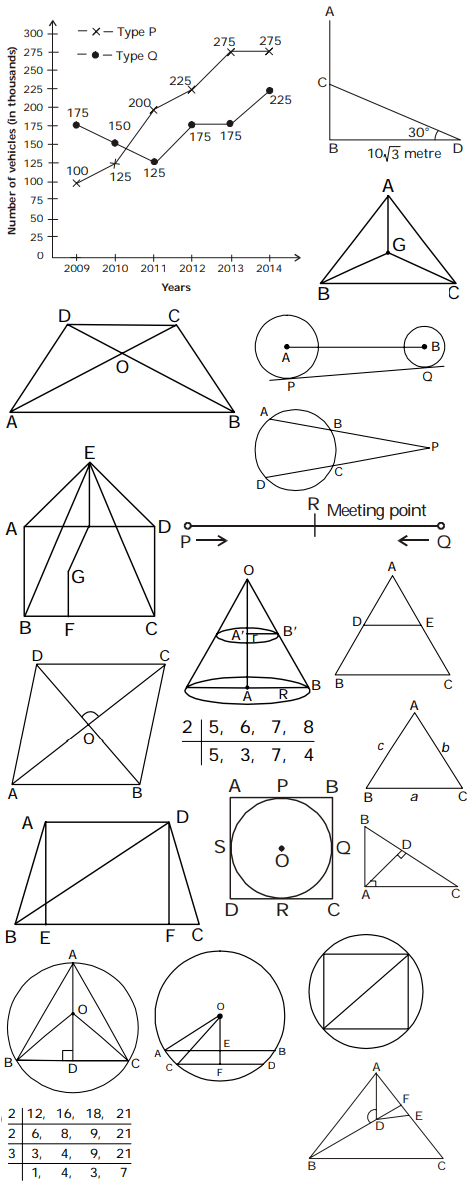 Number of vehicles (in thousands)
300
275
250
225
200
175
150
125
100
75
50
25
0
Type P
Type Q
175
150
100
125
200
125
225
175
275
175
275
225
2009 2010 2011 2012 2013 2014
Years
A
C
30°
B D
10√3 metre
A
G
B C
D C
O
A B
A B
P Q
A B
P
D C
E
A D
G
B F C
R Meeting point
P Q
O
A' r B'
A R B
A
D E
B C
D C
O
A B
2 5, 6, 7, 8
5, 3, 7, 4
A
c b
B a C
A D
B E F C
A P B
S O Q
D R C
B
D
A C
A
O
B D C
O
A E B
C F D
A
F
E
D
B C
) 2 12, 16, 18, 21
2 6, 8, 9, 21
3 3, 4, 9, 21
1, 4, 3, 7